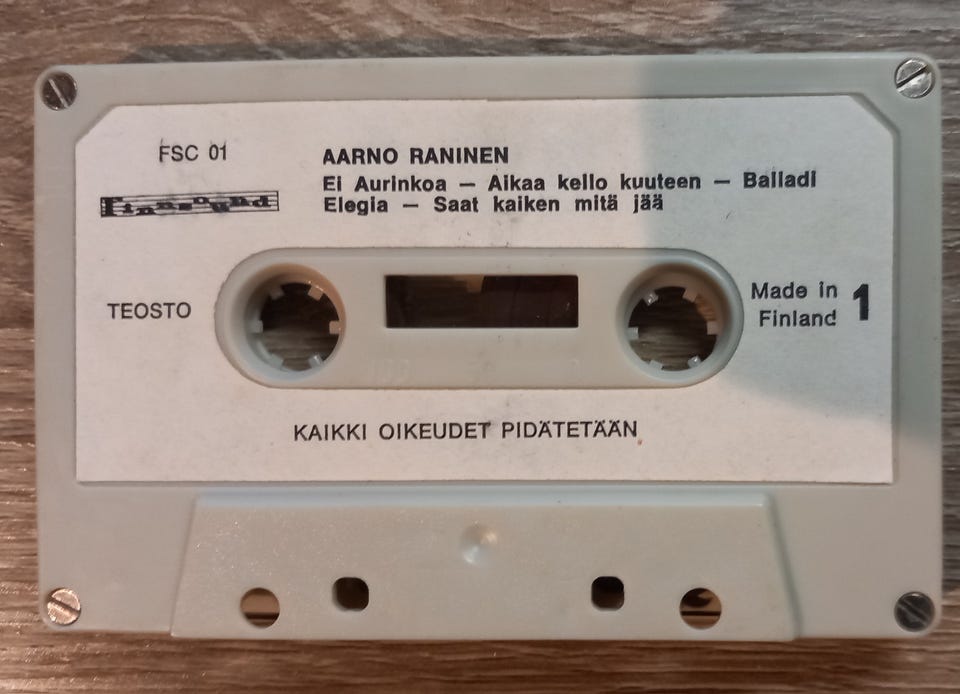 FSC 01
Finnsound
AARNO RANINEN
Ei Aurinkoa — Aikaa kello kuuteen — Balladi
Elegia — Saat kaiken mitä jää
TEOSTO
Made in
Finland
1
KAIKKI OIKEUDET PIDÄTETÄÄN